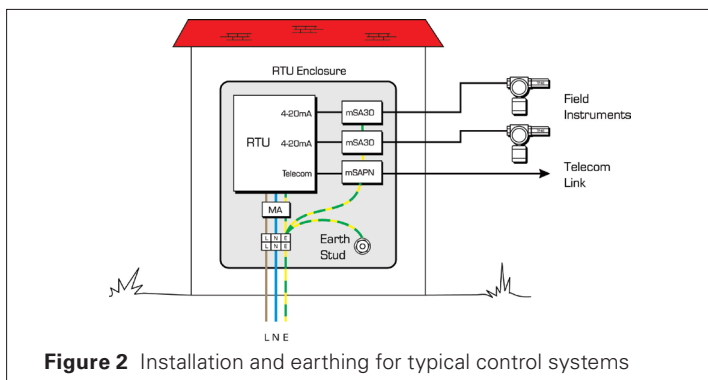 RTU Enclosure
4-20mA
mSA30
Field
Instruments
RTU
4-20mA
mSA30
Telecom
mSAPN
Telecom
Link
MA
L N E
L N E
Earth
Stud
L N E
Figure 2 Installation and earthing for typical control systems